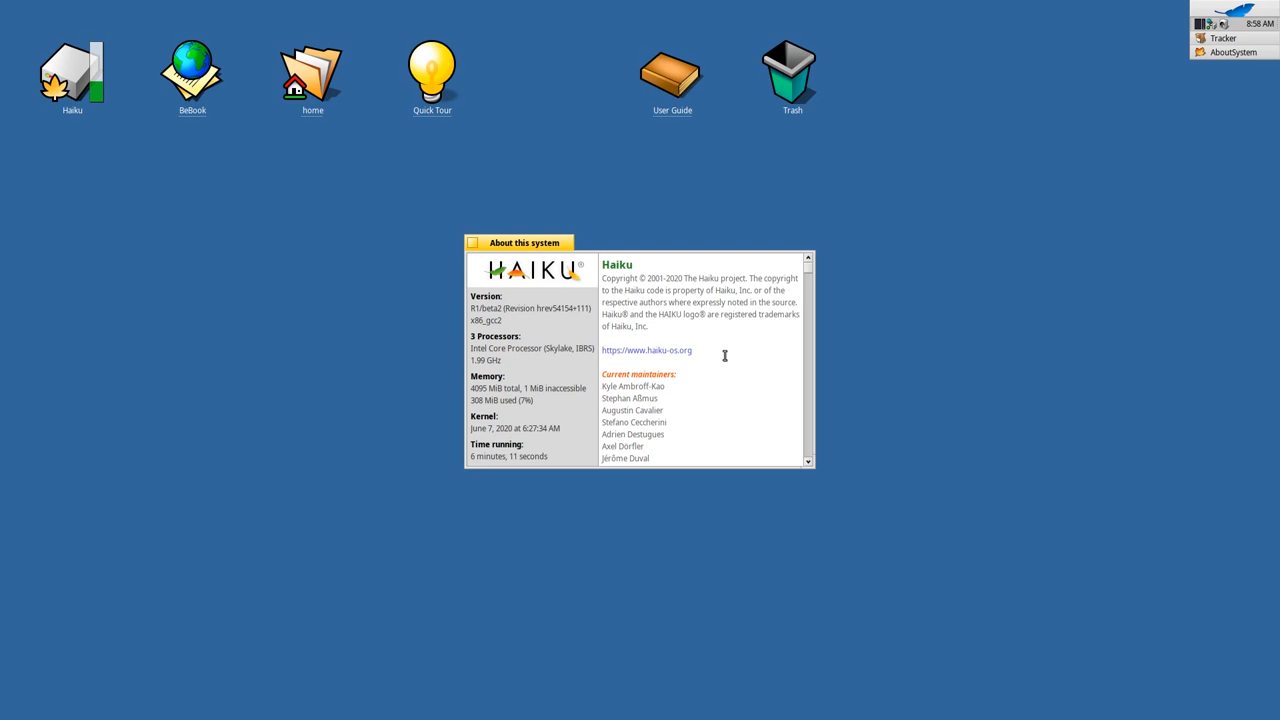 8:58 AM
Tracker
AboutSystem
Haiku
BeBook
home
Quick Tour
User Guide
Trash
About this system
HAIKU®
Version:
R1/beta2 (Revision hrev54154+111)
x86_gcc2
3 Processors:
Intel Core Processor (Skylake, IBRS)
1.99 GHz
Memory:
4095 MiB total, 1 MiB inaccessible
308 MiB used (7%)
Kernel:
June 7, 2020 at 6:27:34 AM
Time running:
6 minutes, 11 seconds
Haiku
Copyright © 2001-2020 The Haiku project. The copyright
to the Haiku code is property of Haiku, Inc. or of the
respective authors where expressly noted in the source.
Haiku® and the HAIKU logo® are registered trademarks
of Haiku, Inc.
https://www.haiku-os.org
Current maintainers:
Kyle Ambroff-Kao
Stephan Aßmus
Augustin Cavalier
Stefano Ceccherini
Adrien Destugues
Axel Dörfler
Jérôme Duval